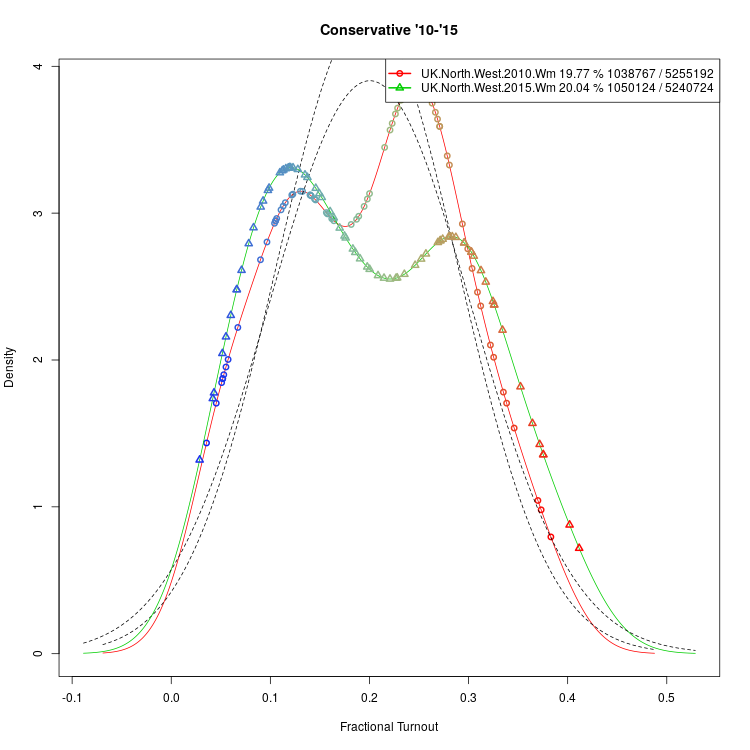 Conservative '10-'15
UK.North.West.2010.Wm 19.77 % 1038767 / 5255192
UK.North.West.2015.Wm 20.04 % 1050124 / 5240724
Density
4
3
2
1
0
-0.1 0.0 0.1 0.2 0.3 0.4 0.5
Fractional Turnout